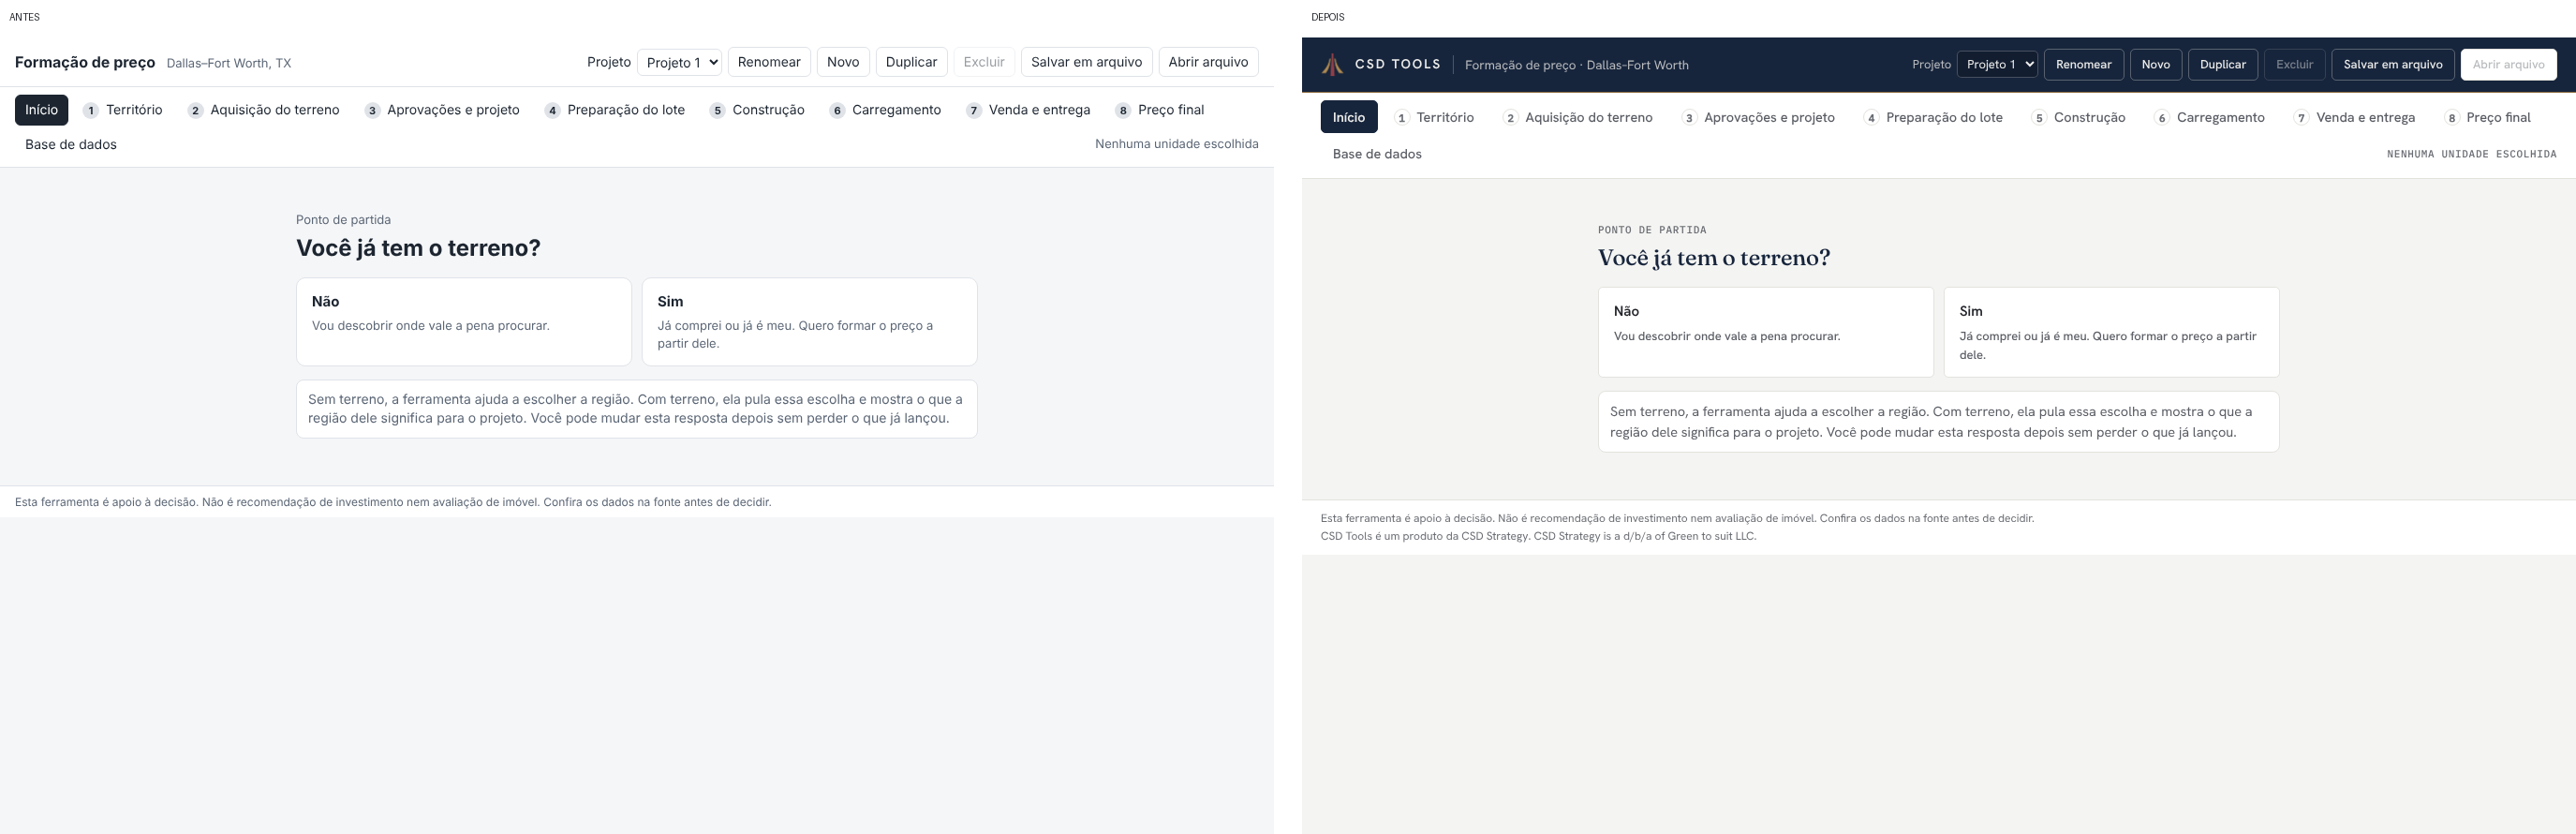 ANTES
Formação de preço Dallas–Fort Worth, TX Projeto Projeto 1 Renomear Novo Duplicar Excluir Salvar em arquivo Abrir arquivo
Início 1 Território 2 Aquisição do terreno 3 Aprovações e projeto 4 Preparação do lote 5 Construção 6 Carregamento 7 Venda e entrega 8 Preço final
Base de dados Nenhuma unidade escolhida
Ponto de partida
Você já tem o terreno?
Não
Vou descobrir onde vale a pena procurar.
Sim
Já comprei ou já é meu. Quero formar o preço a
partir dele.
Sem terreno, a ferramenta ajuda a escolher a região. Com terreno, ela pula essa escolha e mostra o que a
região dele significa para o projeto. Você pode mudar esta resposta depois sem perder o que já lançou.
Esta ferramenta é apoio à decisão. Não é recomendação de investimento nem avaliação de imóvel. Confira os dados na fonte antes de decidir.
DEPOIS
CSD TOOLS Formação de preço · Dallas–Fort Worth Projeto Projeto 1 Renomear Novo Duplicar Excluir Salvar em arquivo Abrir arquivo
Início 1 Território 2 Aquisição do terreno 3 Aprovações e projeto 4 Preparação do lote 5 Construção 6 Carregamento 7 Venda e entrega 8 Preço final
Base de dados NENHUMA UNIDADE ESCOLHIDA
PONTO DE PARTIDA
Você já tem o terreno?
Não
Vou descobrir onde vale a pena procurar.
Sim
Já comprei ou já é meu. Quero formar o preço a partir
dele.
Sem terreno, a ferramenta ajuda a escolher a região. Com terreno, ela pula essa escolha e mostra o que a
região dele significa para o projeto. Você pode mudar esta resposta depois sem perder o que já lançou.
Esta ferramenta é apoio à decisão. Não é recomendação de investimento nem avaliação de imóvel. Confira os dados na fonte antes de decidir.
CSD Tools é um produto da CSD Strategy. CSD Strategy is a d/b/a of Green to suit LLC.